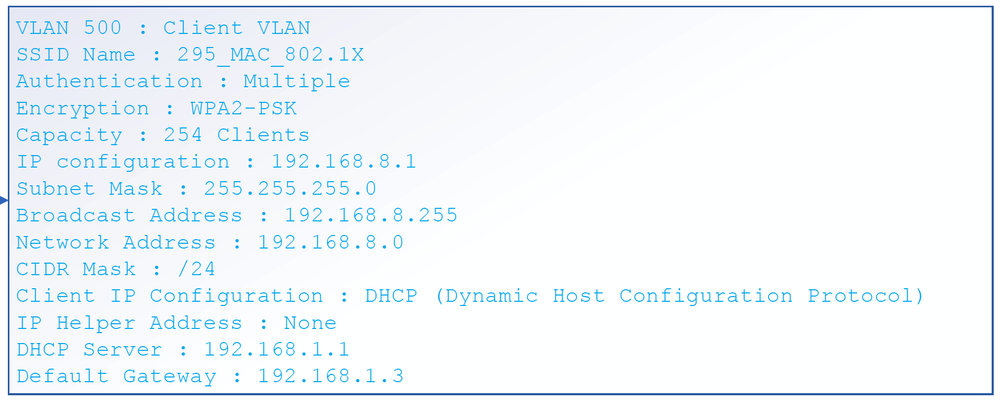 VLAN 500 : Client VLAN
SSID Name : 295_MAC_802.1X
Authentication : Multiple
Encryption : WPA2-PSK
Capacity : 254 Clients
IP configuration : 192.168.8.1
Subnet Mask : 255.255.255.0
Broadcast Address : 192.168.8.255
Network Address : 192.168.8.0
CIDR Mask : /24
Client IP Configuration : DHCP (Dynamic Host Configuration Protocol)
IP Helper Address : None
DHCP Server : 192.168.1.1
Default Gateway : 192.168.1.3